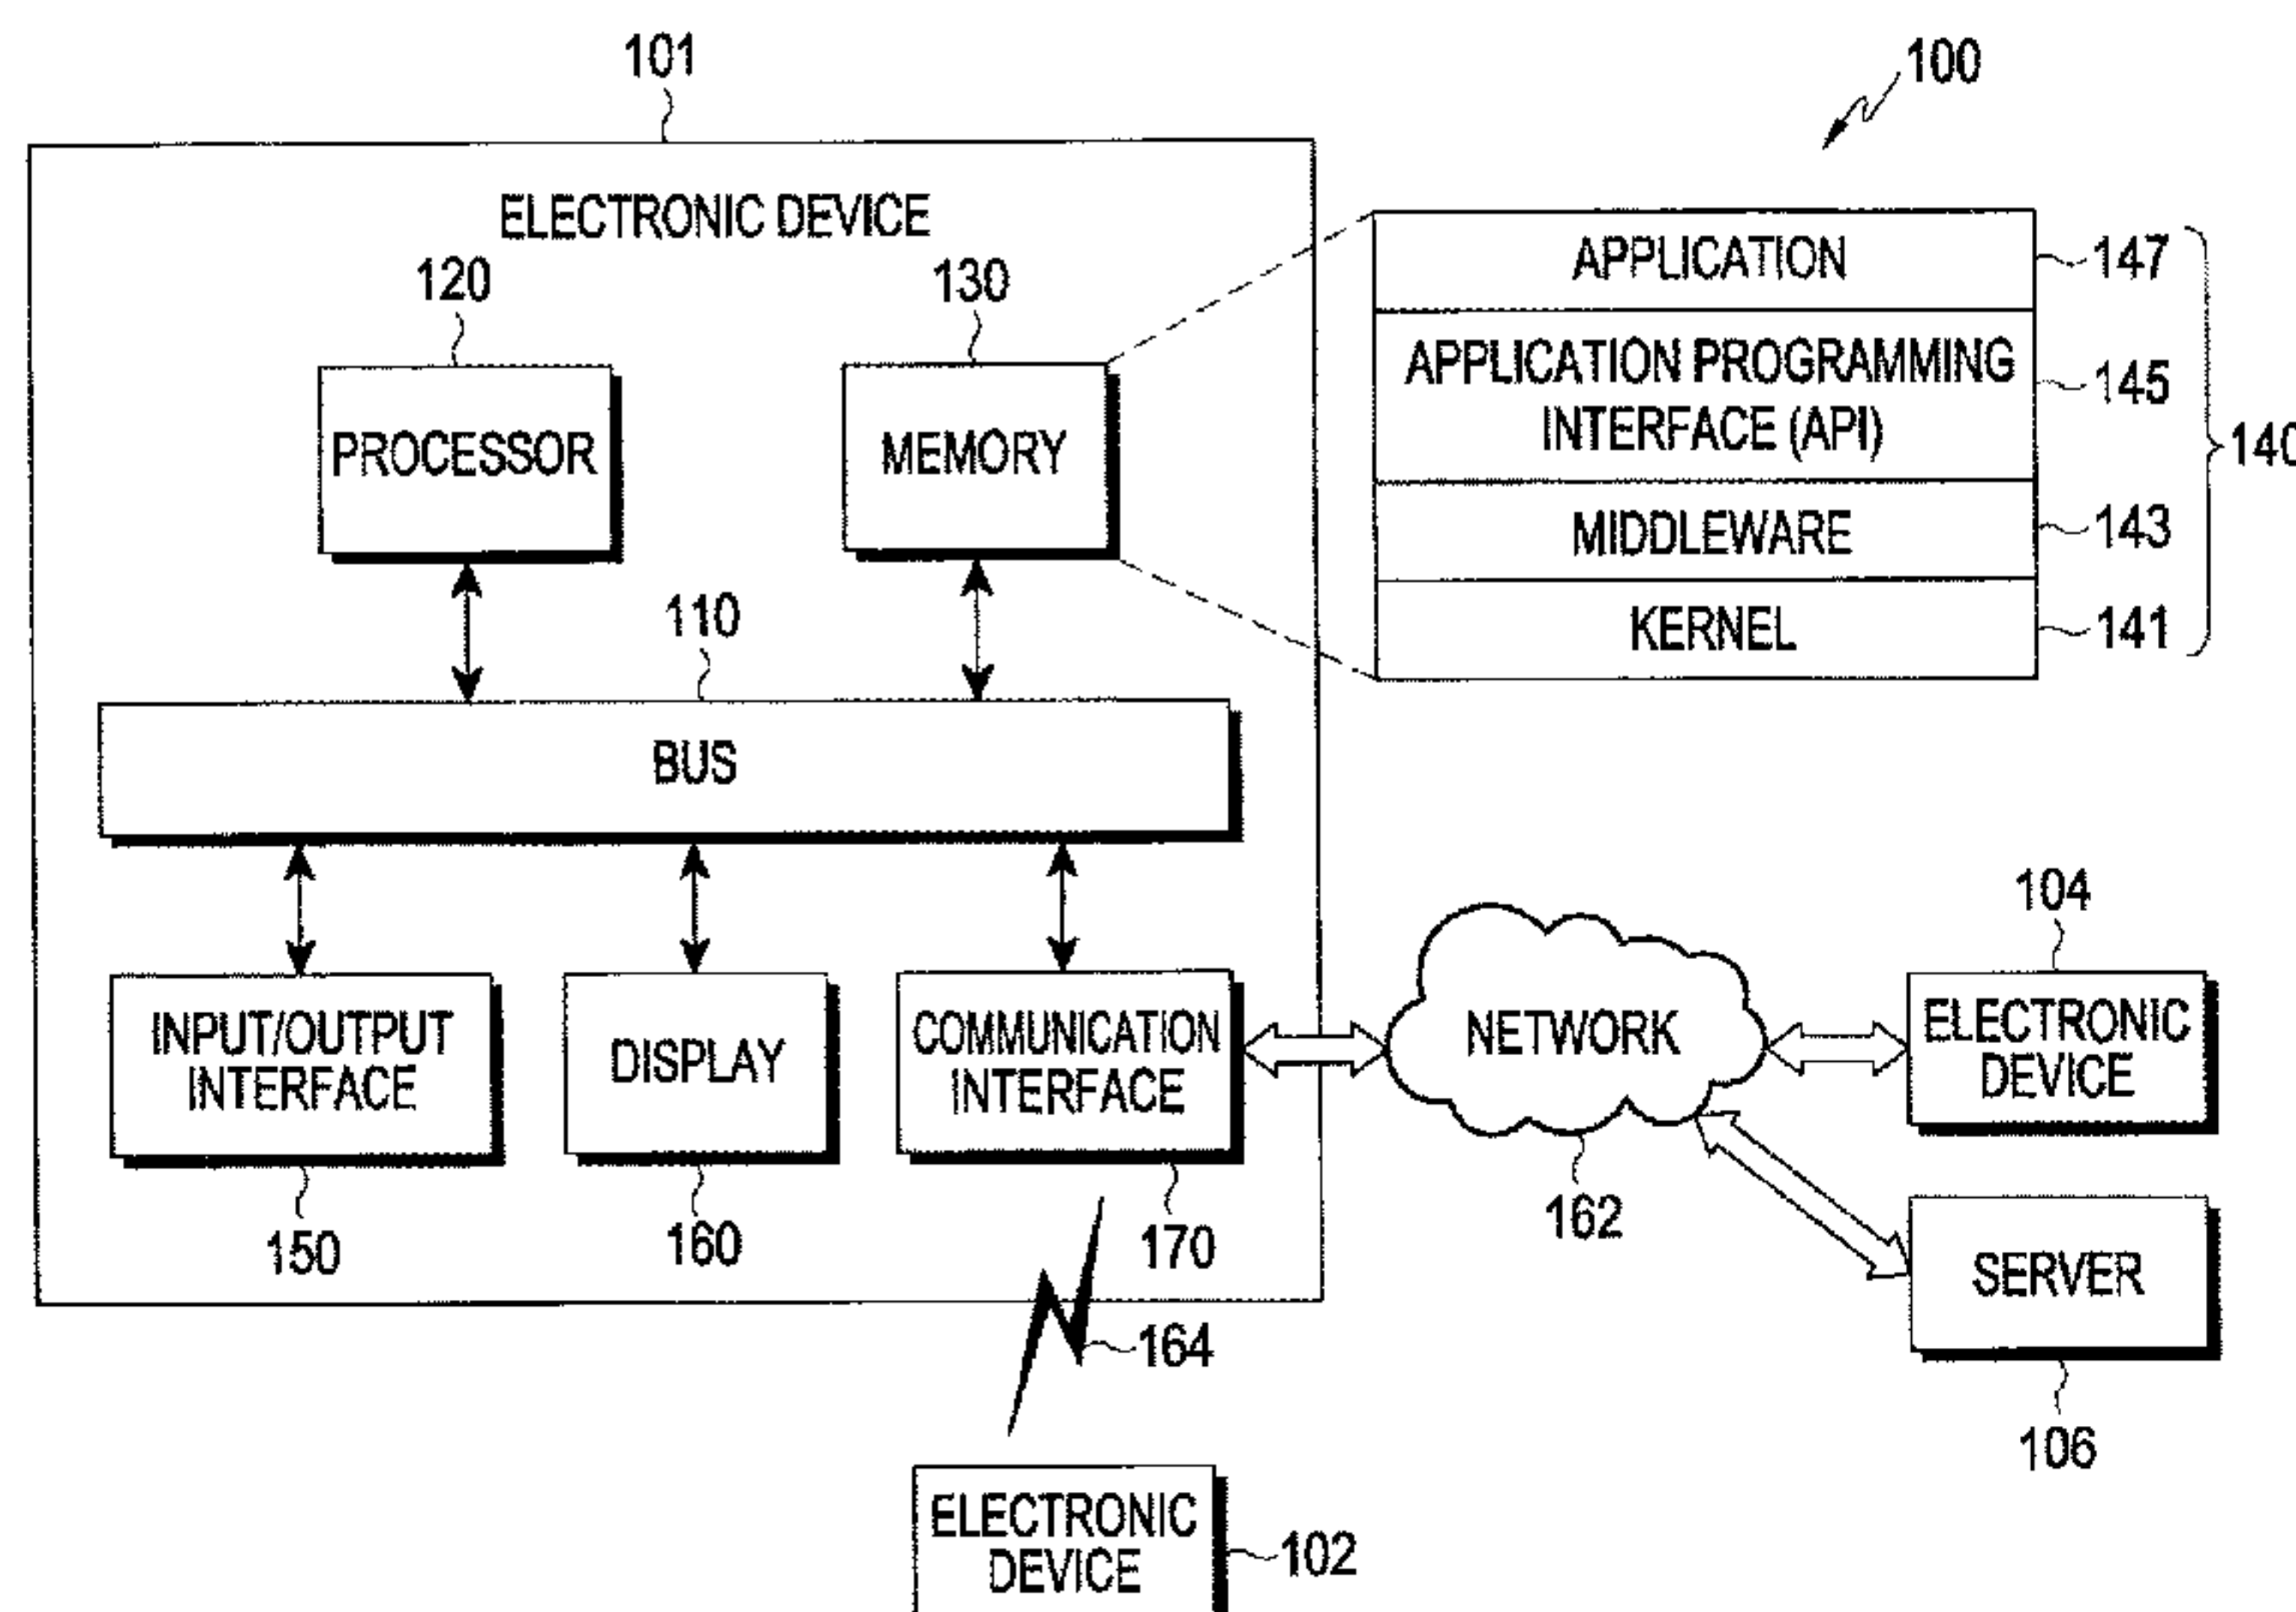 101
100
ELECTRONIC DEVICE
120
130
PROCESSOR
MEMORY
APPLICATION
147
APPLICATION PROGRAMMING
INTERFACE (API)
145
140
MIDDLEWARE
143
KERNEL
141
110
BUS
INPUT/OUTPUT
INTERFACE
DISPLAY
COMMUNICATION
INTERFACE
150
160
170
NETWORK
162
104
ELECTRONIC
DEVICE
SERVER
106
164
ELECTRONIC
DEVICE
102